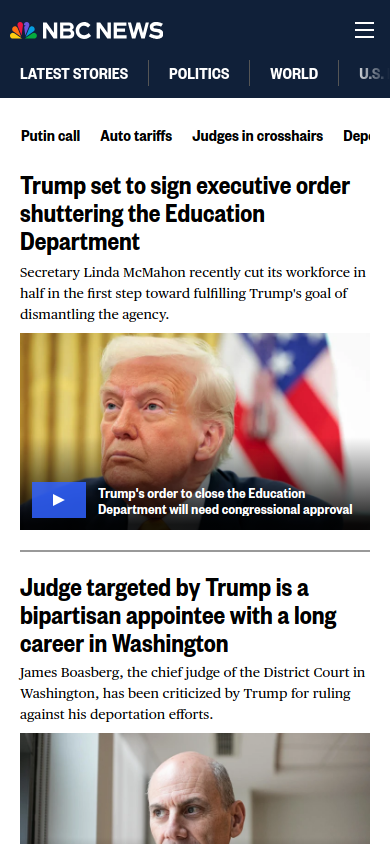 NBC NEWS
LATEST STORIES
POLITICS
WORLD
U.S.
Putin call
Auto tariffs
Judges in crosshairs
Trump set to sign executive order
shuttering the Education
Department
Secretary Linda McMahon recently cut its workforce in
half in the first step toward fulfilling Trump's goal of
dismantling the agency.
Trump's order to close the Education
Department will need congressional approval
Judge targeted by Trump is a
bipartisan appointee with a long
career in Washington
James Boasberg, the chief judge of the District Court in
Washington, has been criticized by Trump for ruling
against his deportation efforts.